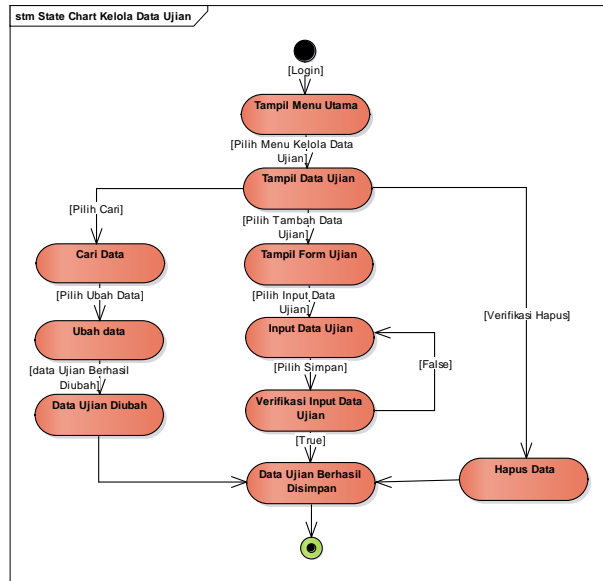 stm State Chart Kelola Data Ujian
[Login]
Tampil Menu Utama
[Pilih Menu Kelola Data
Ujian]
Tampil Data Ujian
[Pilih Cari]
[Pilih Tambah Data
Ujian]
Cari Data
Tampil Form Ujian
[Pilih Ubah Data]
[Pilih Input Data
Ujian]
[Verifikasi Hapus]
Ubah data
Input Data Ujian
[data Ujian Berhasil
Diubah]
[Pilih Simpan]
[False]
Data Ujian Diubah
Verifikasi Input Data
Ujian
[True]
Data Ujian Berhasil
Disimpan
Hapus Data